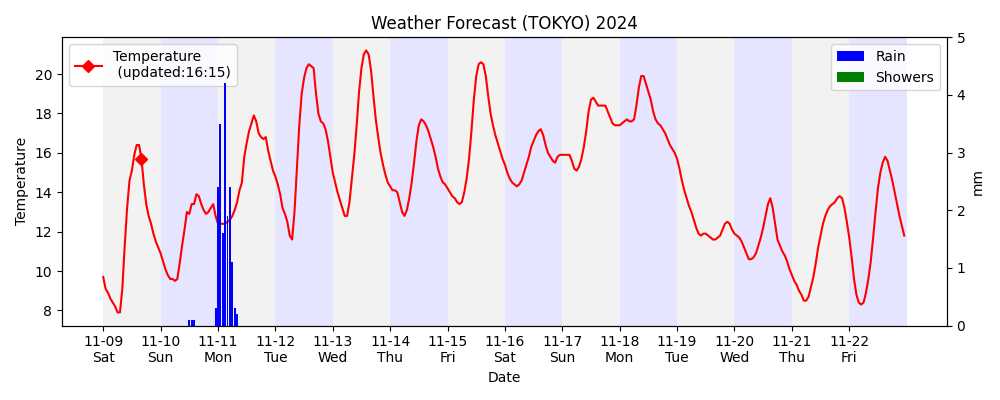 Weather Forecast (TOKYO) 2024
Temperature
(updated:16:15)
Rain
Showers
Temperature
20
18
16
14
12
10
8
5
4
3
2
1
0
mm
11-09 11-10 11-11 11-12 11-13 11-14 11-15 11-16 11-17 11-18 11-19 11-20 11-21 11-22
Sat Sun Mon Tue Wed Thu Fri Sat Sun Mon Tue Wed Thu Fri
Date